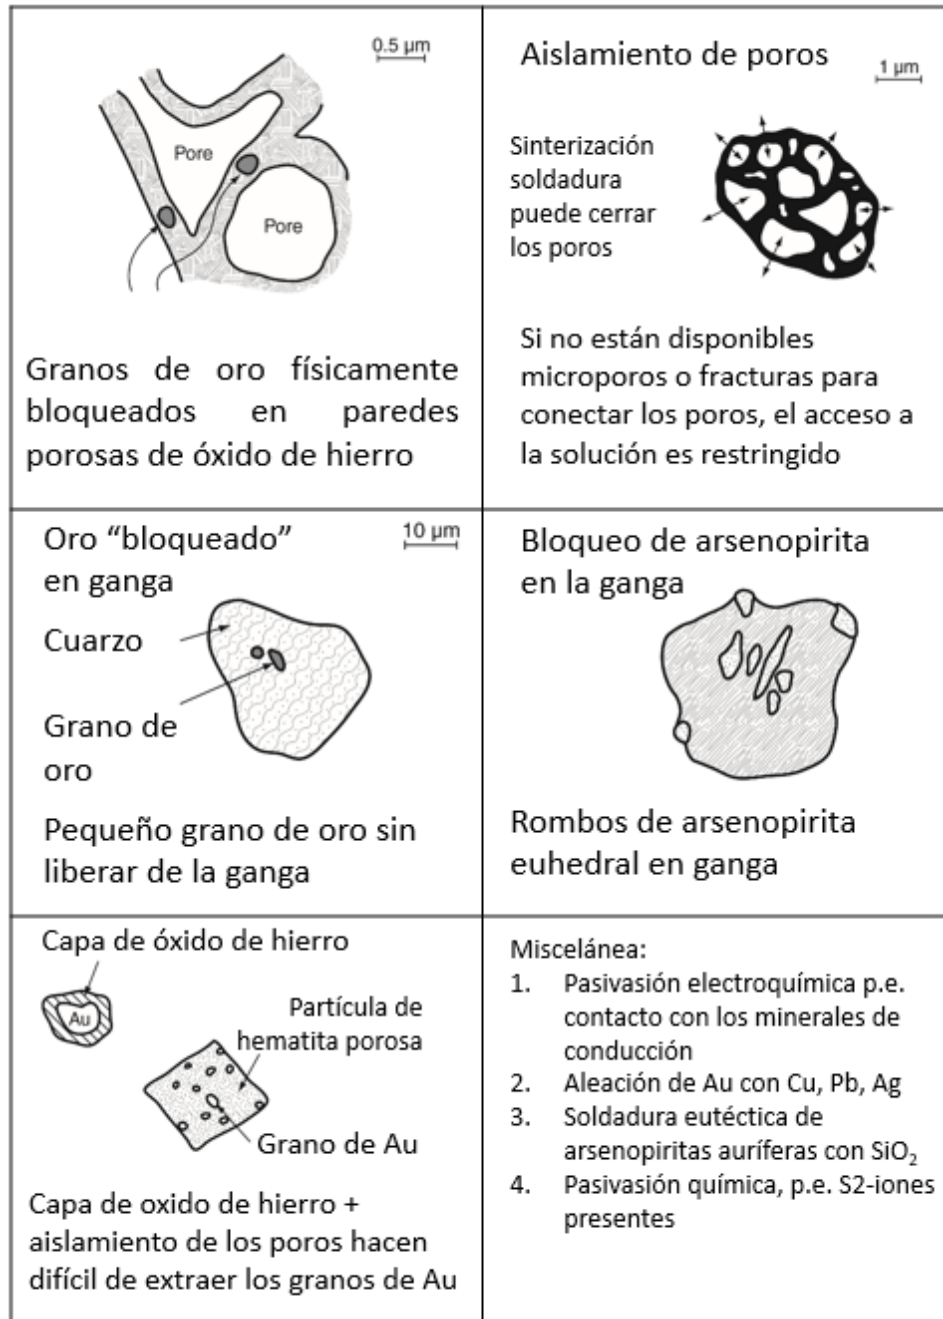 0.5 µm
Pore
Pore
Granos de oro físicamente
bloqueados en paredes
porosas de óxido de hierro
Aislamiento de poros
1 µm
Sinterización
soldadura
puede cerrar
los poros
Si no están disponibles
microporos o fracturas para
conectar los poros, el acceso a
la solución es restringido
Oro “bloqueado”
en ganga
10 µm
Cuarzo
Grano de
oro
Pequeño grano de oro sin
liberar de la ganga
Bloqueo de arsenopirita
en la ganga
Rombos de arsenopirita
euhedral en ganga
Capa de óxido de hierro
Au
Partícula de
hematita porosa
Grano de Au
Capa de oxido de hierro +
aislamiento de los poros hacen
difícil de extraer los granos de Au
Miscelánea:
1. Pasivasión electroquímica p.e.
contacto con los minerales de
conducción
2. Aleación de Au con Cu, Pb, Ag
3. Soldadura eutéctica de
arsenopiritas auríferas con SiO₂
4. Pasivasión química, p.e. S2-iones
presentes